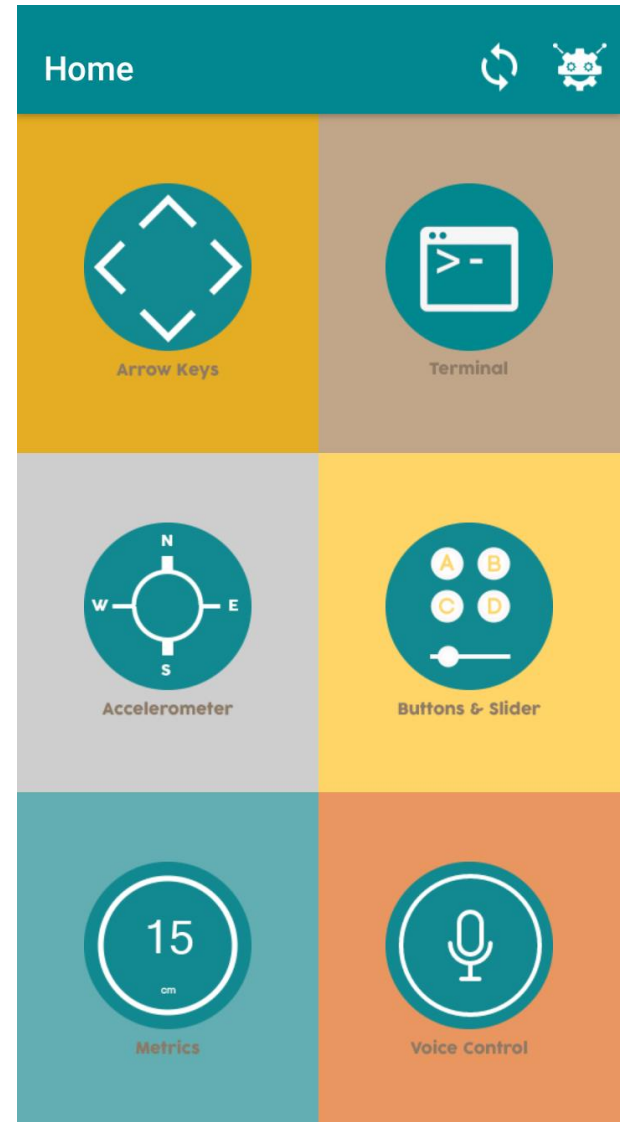 Home
>-
Arrow Keys
Terminal
N
W E
S
A B
C D
Accelerometer
Buttons & Slider
15
cm
Metrics
Voice Control